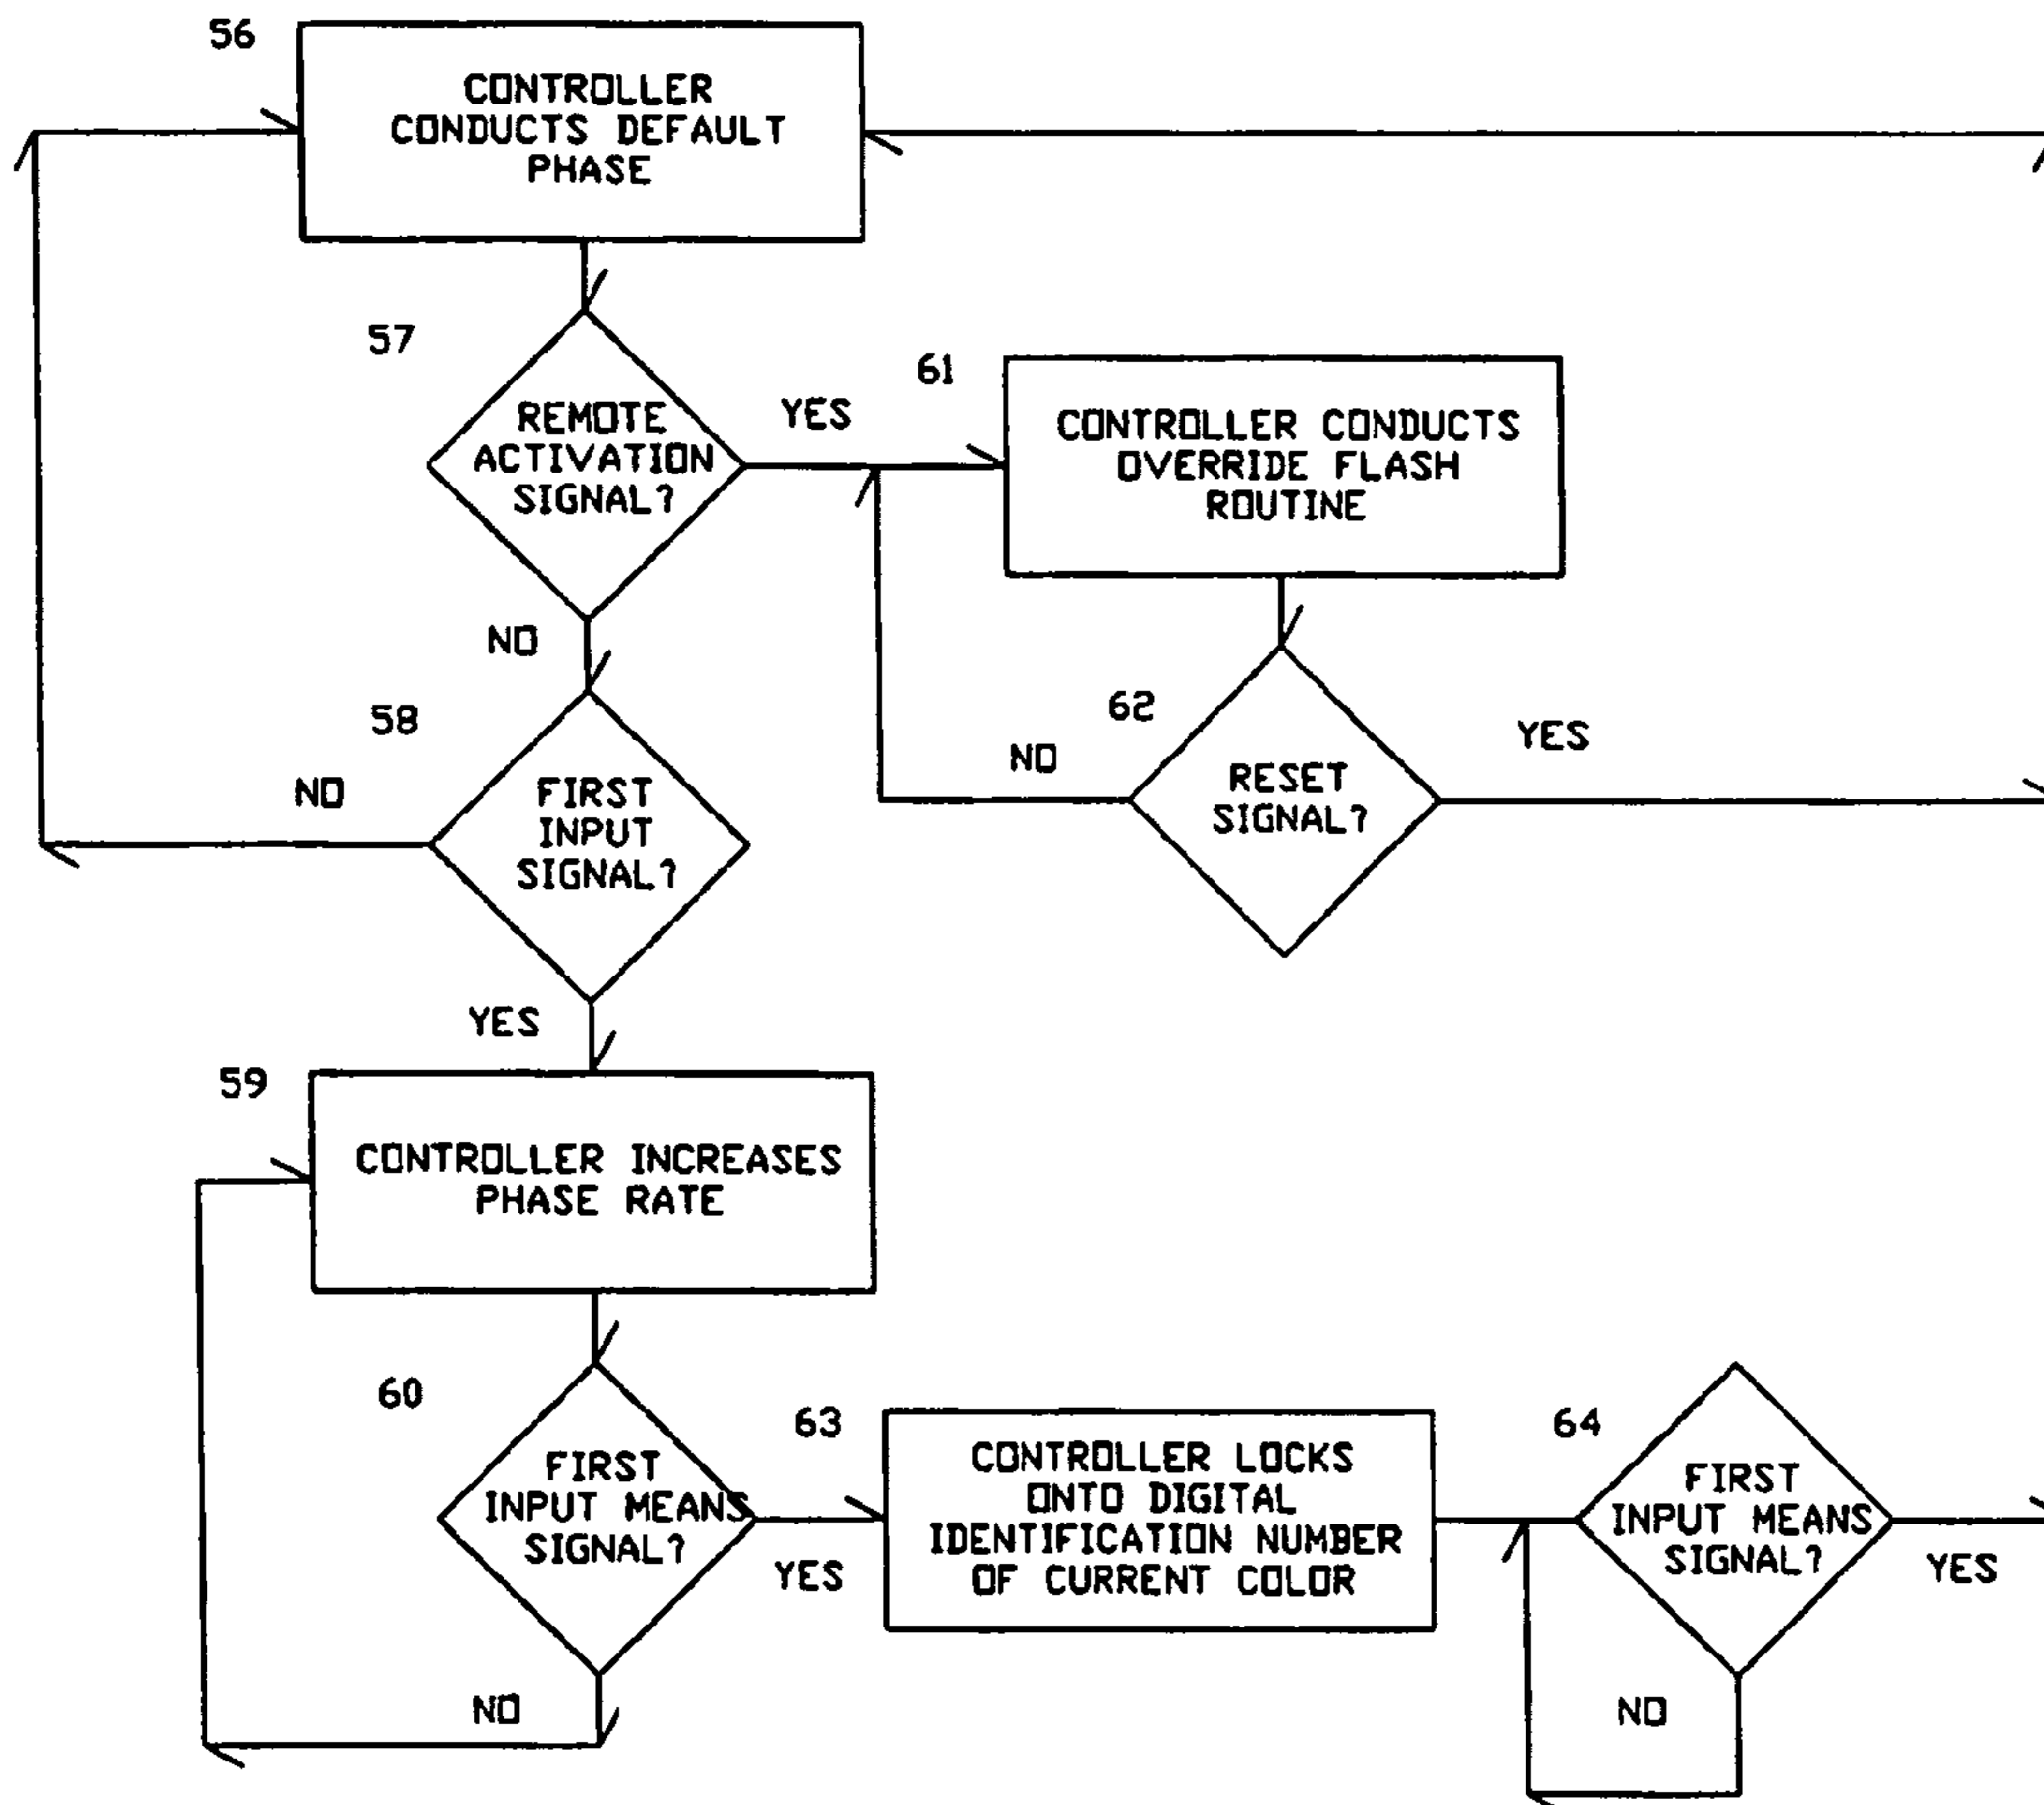 56
CONTROLLER
CONDUCTS DEFAULT
PHASE
57
REMOTE
ACTIVATION
SIGNAL?
YES
61
CONTROLLER CONDUCTS
OVERRIDE FLASH
ROUTINE
NO
58
FIRST
INPUT
SIGNAL?
NO
62
RESET
SIGNAL?
NO
YES
YES
59
CONTROLLER INCREASES
PHASE RATE
60
FIRST
INPUT MEANS
SIGNAL?
YES
NO
63
CONTROLLER LOCKS
ONTO DIGITAL
IDENTIFICATION NUMBER
OF CURRENT COLOR
64
FIRST
INPUT MEANS
SIGNAL?
YES
NO